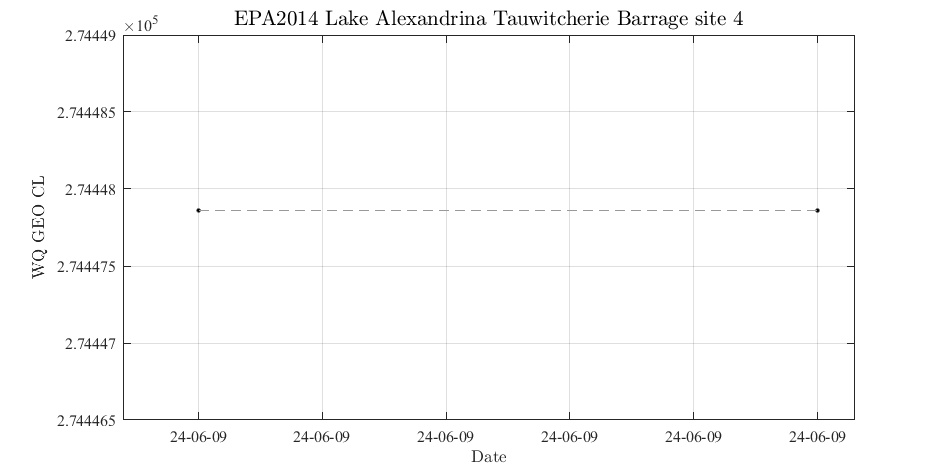 EPA2014 Lake Alexandrina Tauwitcherie Barrage site 4
×10⁵
2.74449
2.744485
2.74448
2.744475
2.74447
2.744465
WQ GEO CL
24-06-09 24-06-09 24-06-09 24-06-09 24-06-09 24-06-09
Date